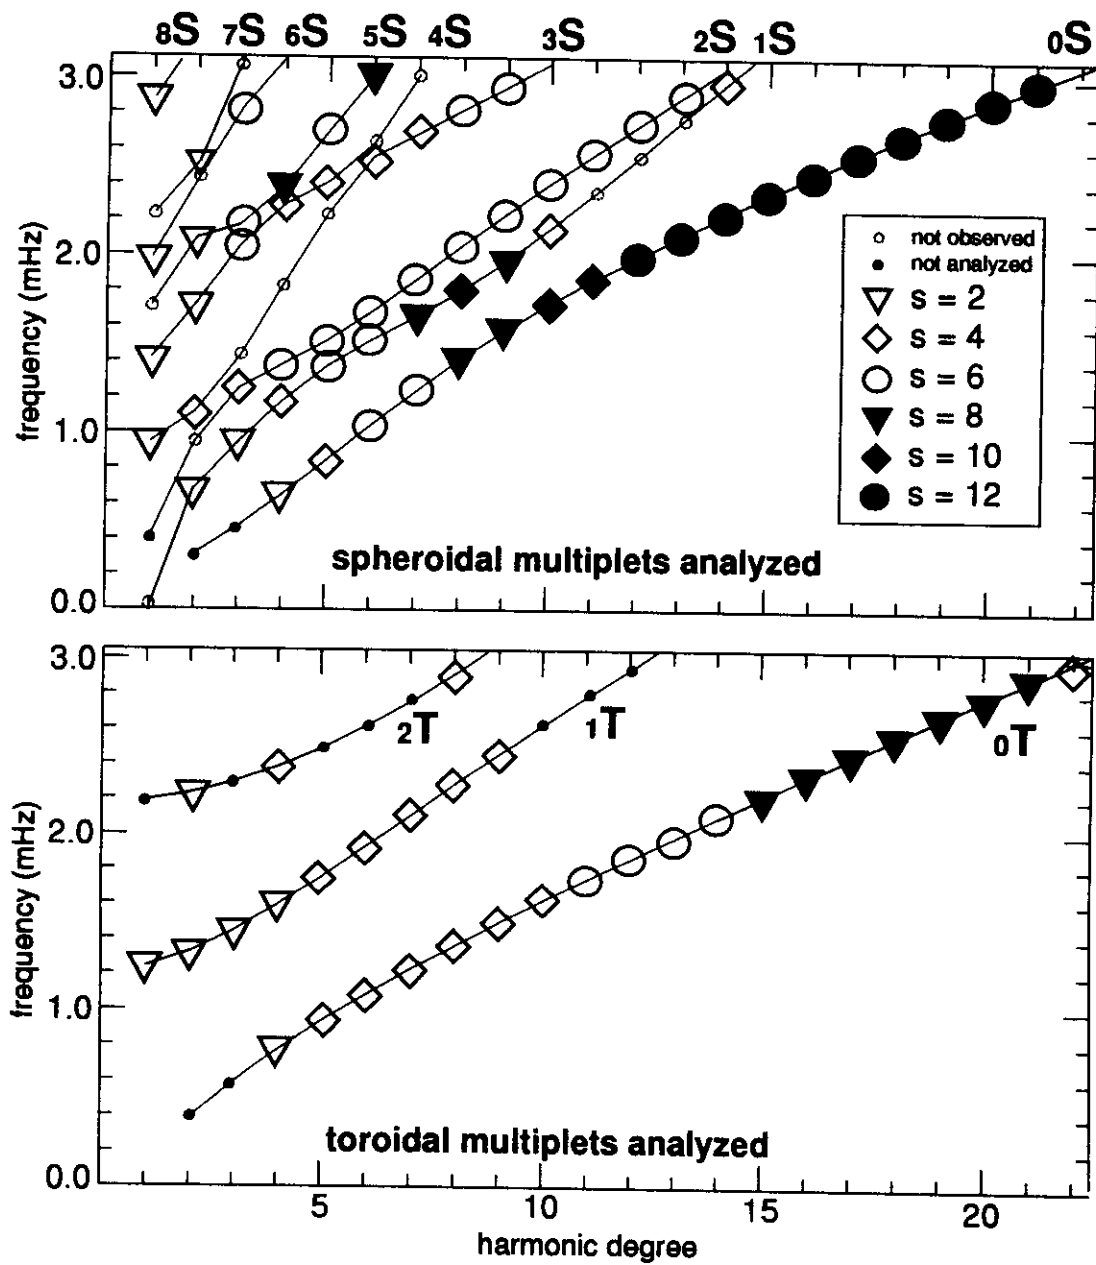 8S 7S 6S 5S 4S 3S 2S 1S 0S
3.0
2.0
1.0
0.0
frequency (mHz)
not observed
not analyzed
s = 2
s = 4
s = 6
s = 8
s = 10
s = 12
spheroidal multiplets analyzed
3.0
2.0
1.0
0.0
frequency (mHz)
2T
1T
0T
toroidal multiplets analyzed
5 10 15 20
harmonic degree